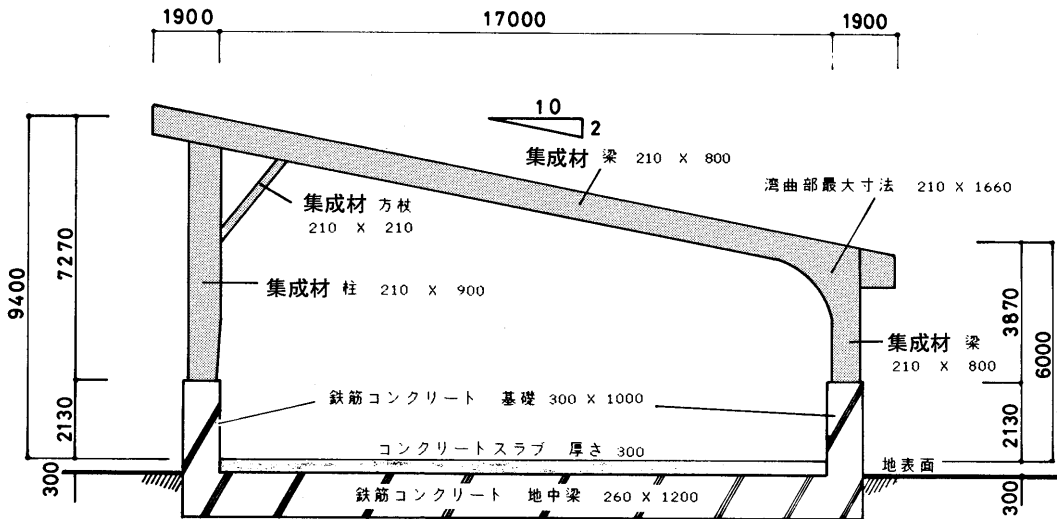 1900
17000
1900
10
2
集成材 梁 210 X 800
湾曲部最大寸法 210 X 1660
集成材 方杖
210 X 210
集成材 柱 210 X 900
集成材 梁
210 X 800
鉄筋コンクリート 基礎 300 X 1000
コンクリートスラブ 厚さ 300
鉄筋コンクリート 地中梁 260 X 1200
地表面
9400
7270
2130
300
3870
6000
2130
300